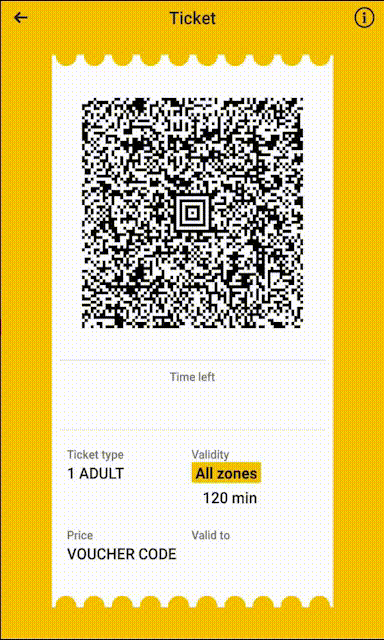 Ticket
Time left
Ticket type
Validity
1 ADULT
All zones
120 min
Price
Valid to
VOUCHER CODE